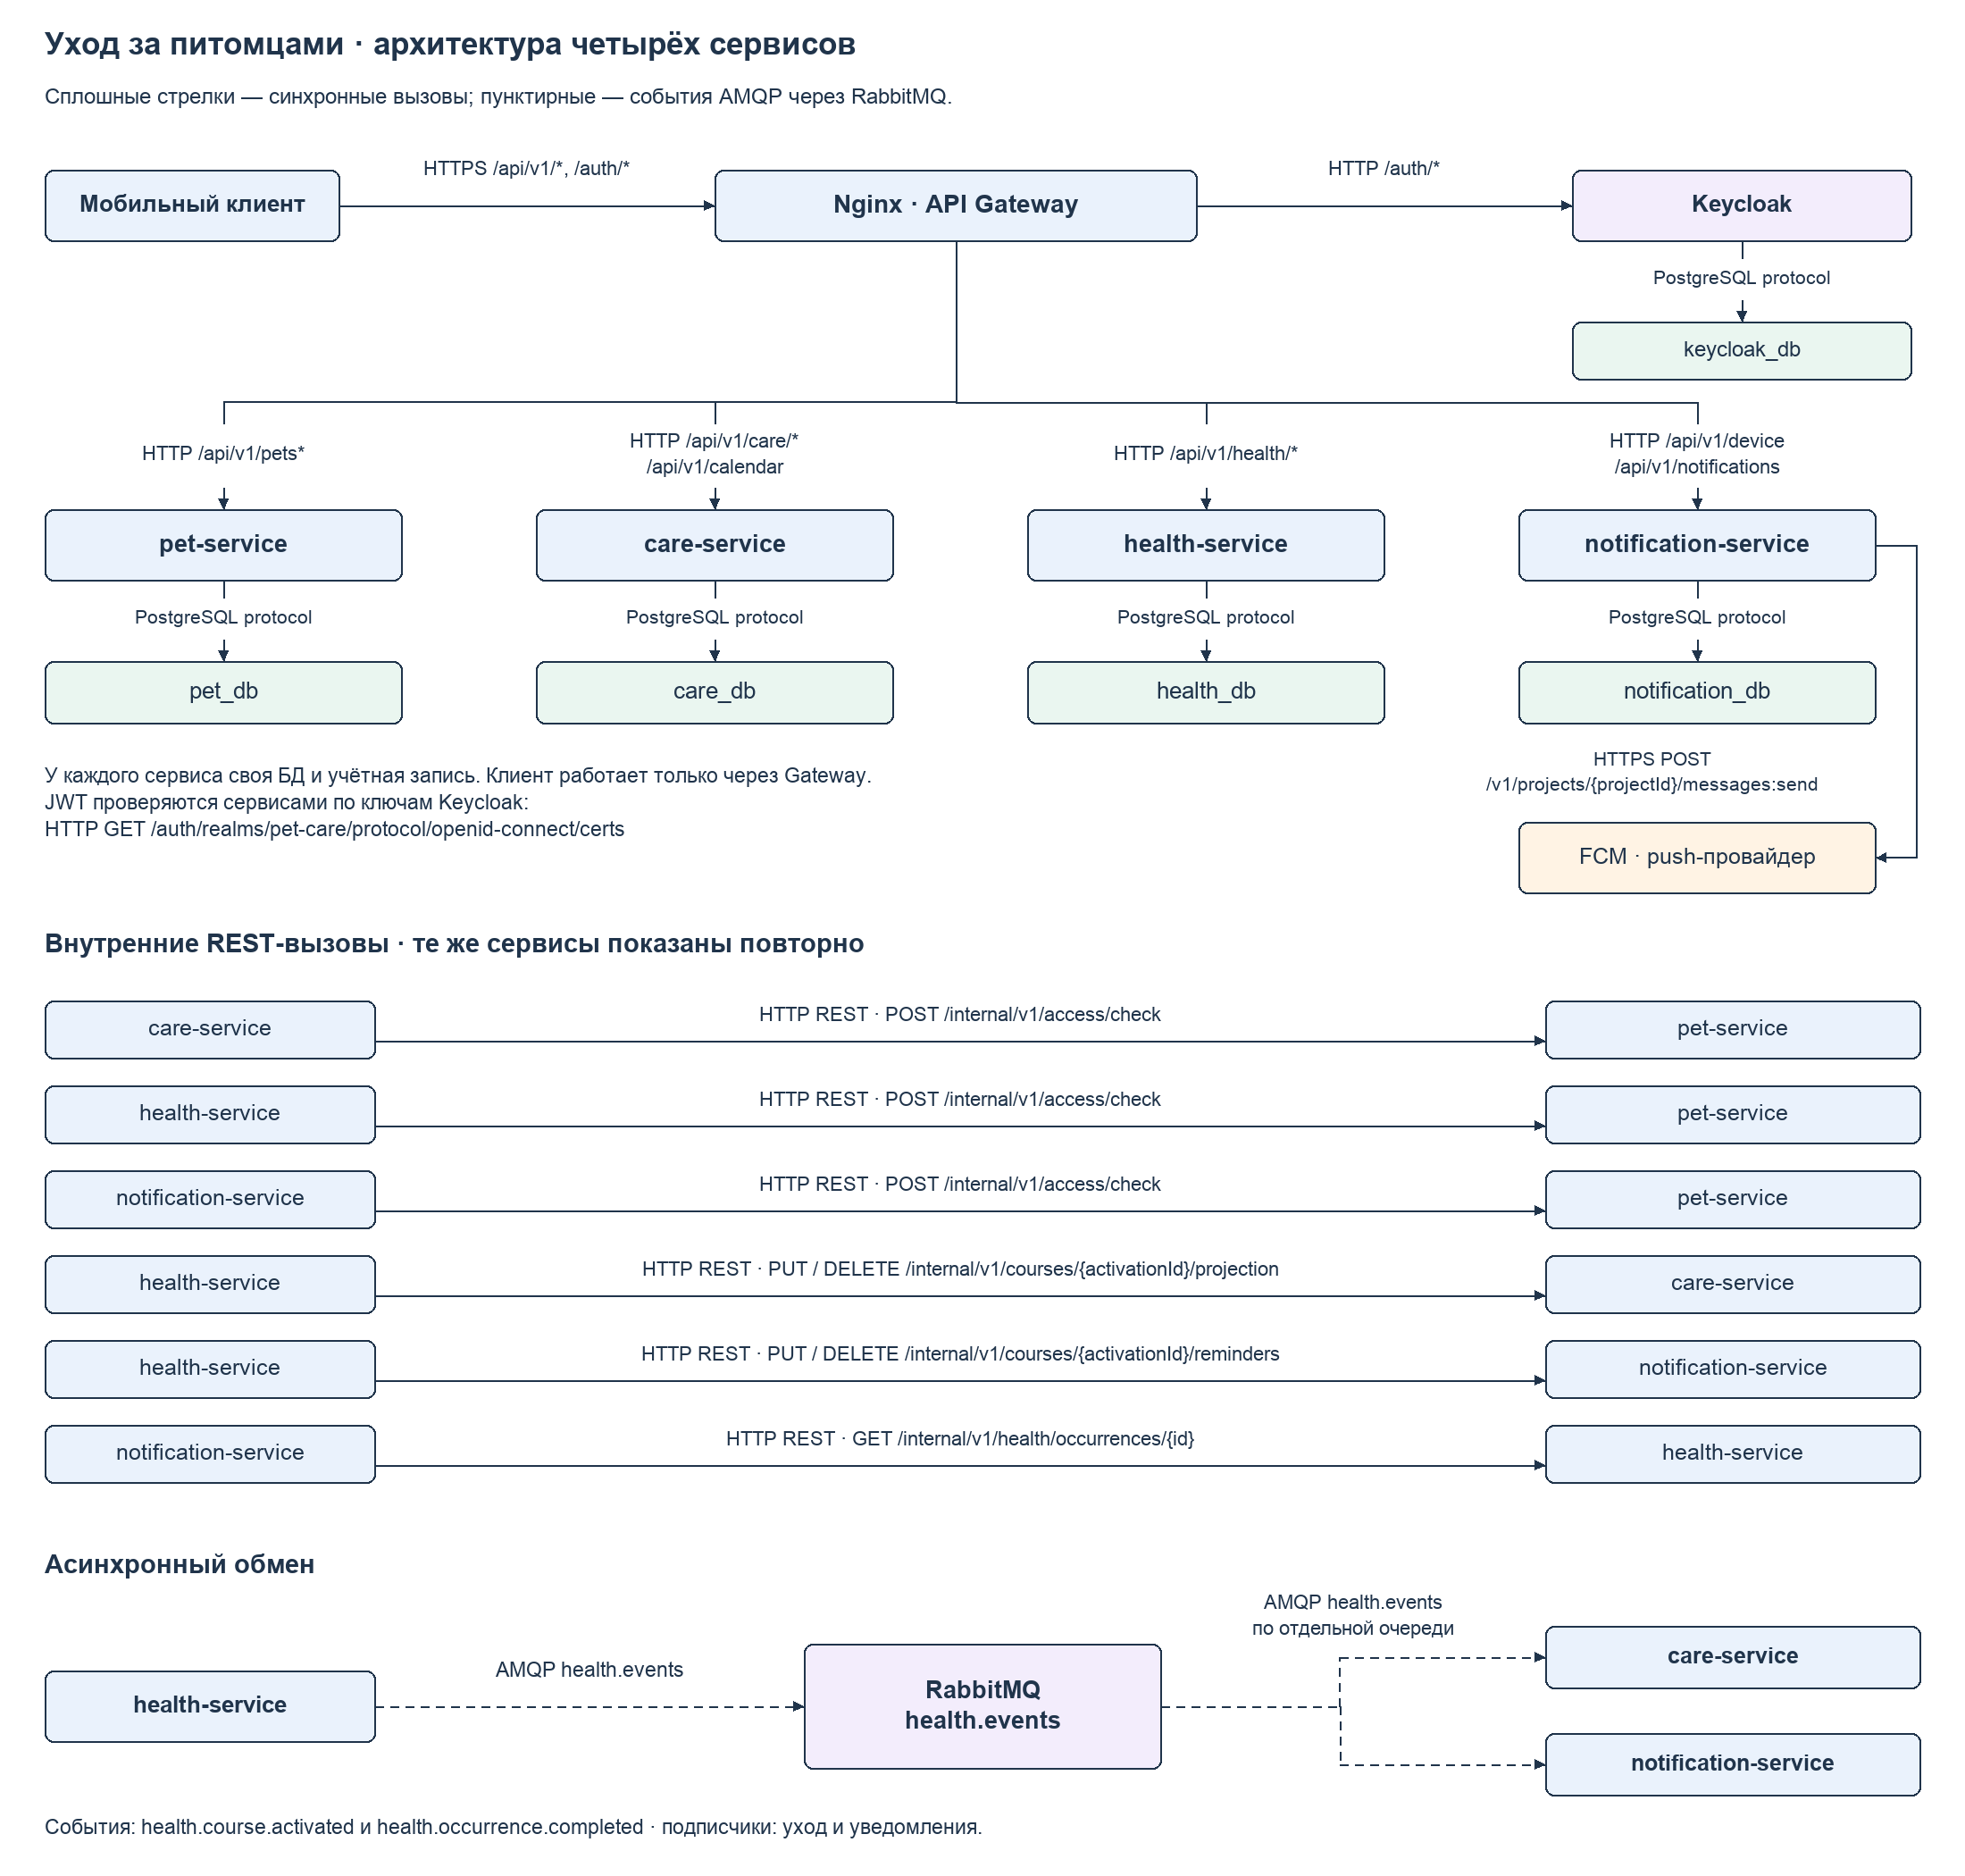 Уход за питомцами · архитектура четырёх сервисов
Сплошные стрелки — синхронные вызовы; пунктирные — события AMQP через RabbitMQ.
HTTPS /api/v1/*, /auth/*
HTTP /auth/*
Мобильный клиент
Nginx · API Gateway
Keycloak
PostgreSQL protocol
keycloak_db
HTTP /api/v1/pets*
HTTP /api/v1/care/*
/api/v1/calendar
HTTP /api/v1/health/*
HTTP /api/v1/device
/api/v1/notifications
pet-service
care-service
health-service
notification-service
PostgreSQL protocol
PostgreSQL protocol
PostgreSQL protocol
PostgreSQL protocol
pet_db
care_db
health_db
notification_db
У каждого сервиса своя БД и учётная запись. Клиент работает только через Gateway.
JWT проверяются сервисами по ключам Keycloak:
HTTP GET /auth/realms/pet-care/protocol/openid-connect/certs
HTTPS POST
/v1/projects/{projectId}/messages:send
FCM · push-провайдер
Внутренние REST-вызовы · те же сервисы показаны повторно
care-service
HTTP REST · POST /internal/v1/access/check
pet-service
health-service
HTTP REST · POST /internal/v1/access/check
pet-service
notification-service
HTTP REST · POST /internal/v1/access/check
pet-service
health-service
HTTP REST · PUT / DELETE /internal/v1/courses/{activationId}/projection
care-service
health-service
HTTP REST · PUT / DELETE /internal/v1/courses/{activationId}/reminders
notification-service
notification-service
HTTP REST · GET /internal/v1/health/occurrences/{id}
health-service
Асинхронный обмен
AMQP health.events
по отдельной очереди
care-service
AMQP health.events
RabbitMQ
health.events
health-service
notification-service
События: health.course.activated и health.occurrence.completed · подписчики: уход и уведомления.